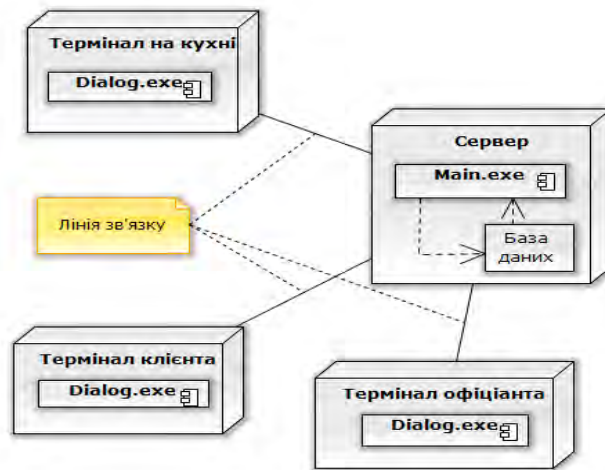 Термінал на кухні
Dialog.exe
Сервер
Main.exe
База
даних
Лінія зв'язку
Термінал клієнта
Dialog.exe
Термінал офіціанта
Dialog.exe